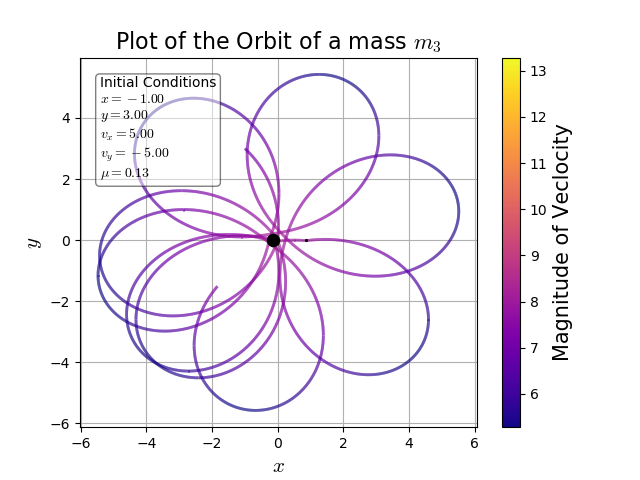 Plot of the Orbit of a mass m₃
Initial Conditions
x = −1.00
y = 3.00
vₓ = 5.00
v_y = −5.00
μ = 0.13
4
2
0
−2
−4
−6
y
−6 −4 −2 0 2 4 6
x
13
12
11
10
9
8
7
6
Magnitude of Veclocity